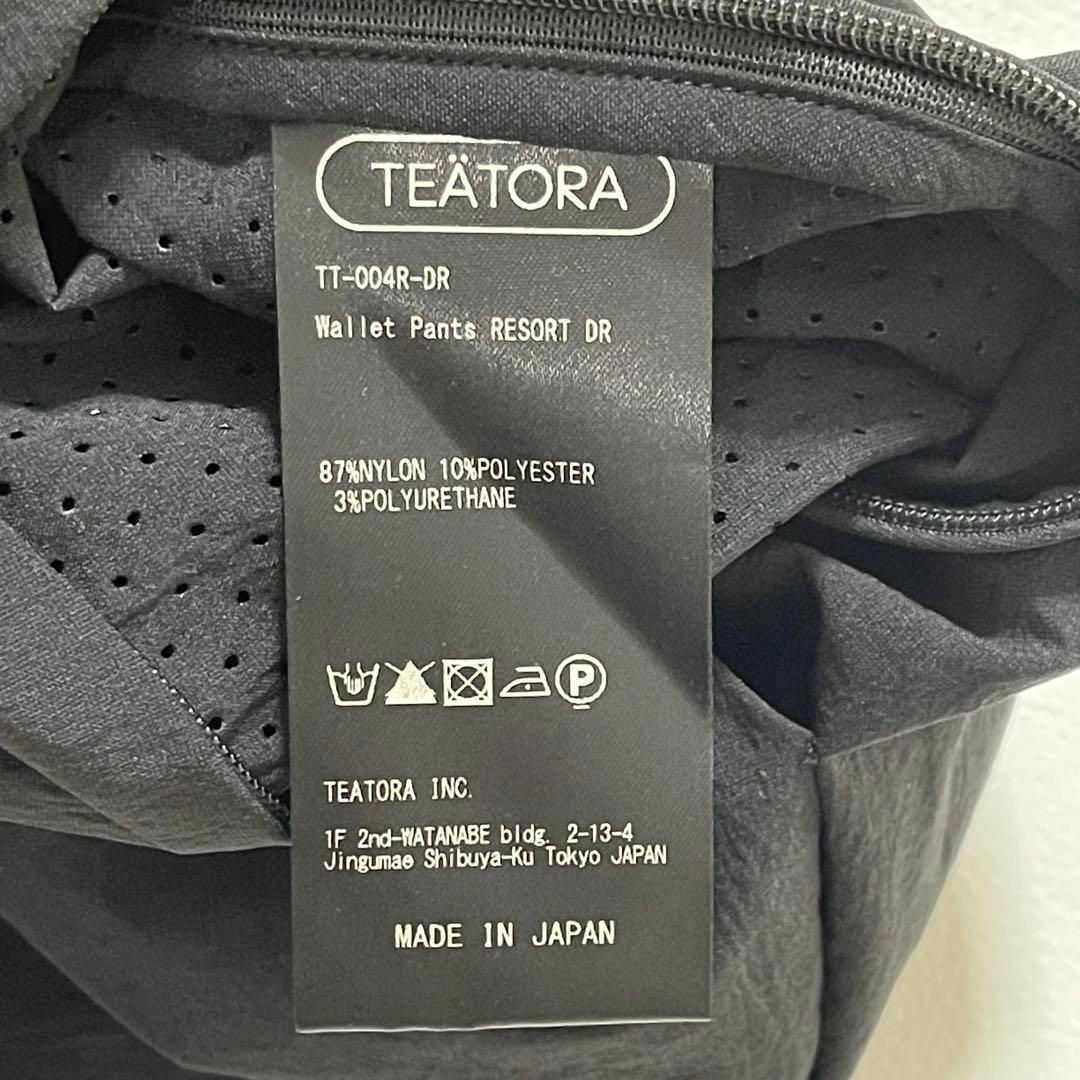 TEÄTORA
TT-004R-DR
Wallet Pants RESORT DR
87%NYLON 10%POLYESTER
3%POLYURETHANE
P
TEATORA INC.
1F 2nd-WATANABE bldg. 2-13-4
Jingumae Shibuya-Ku Tokyo JAPAN
MADE IN JAPAN